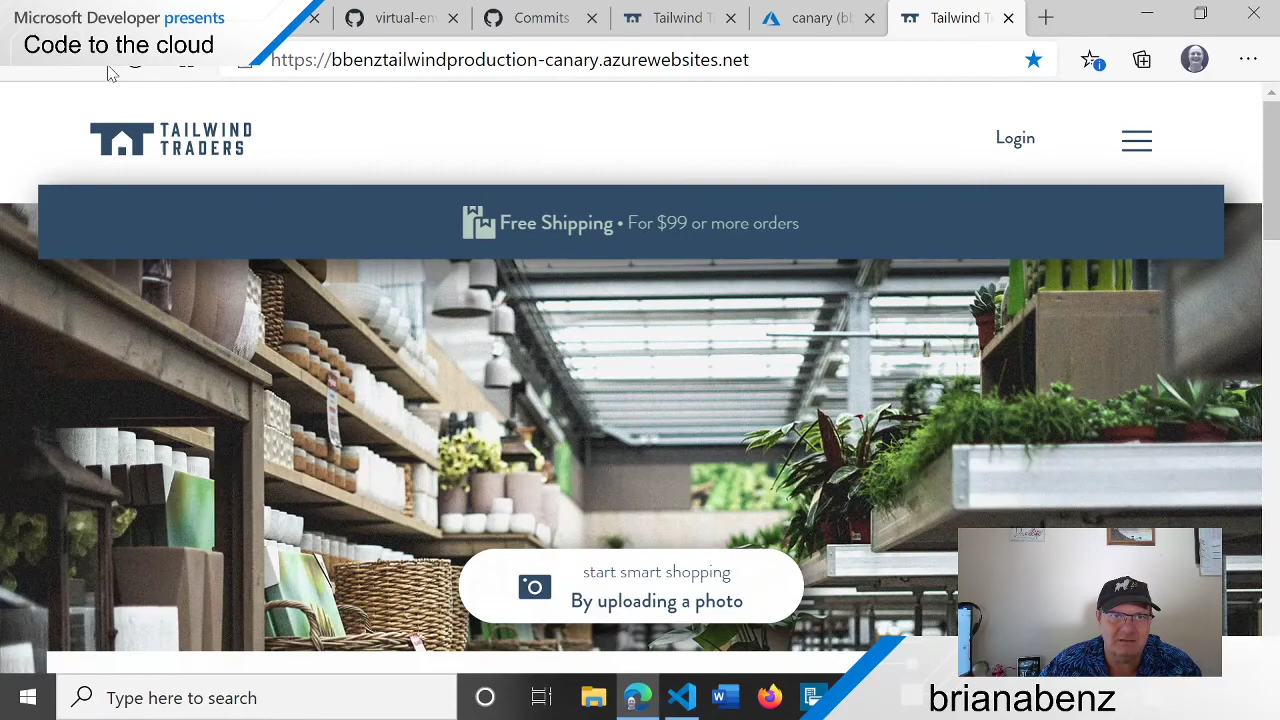 Microsoft Developer presents
Code to the cloud
virtual-en
Commits
Tailwind T
canary (bl
Tailwind T
https://bbenztailwindproduction-canary.azurewebsites.net
TAILWIND
TRADERS
Login
Free Shipping • For $99 or more orders
start smart shopping
By uploading a photo
Type here to search
brianabenz